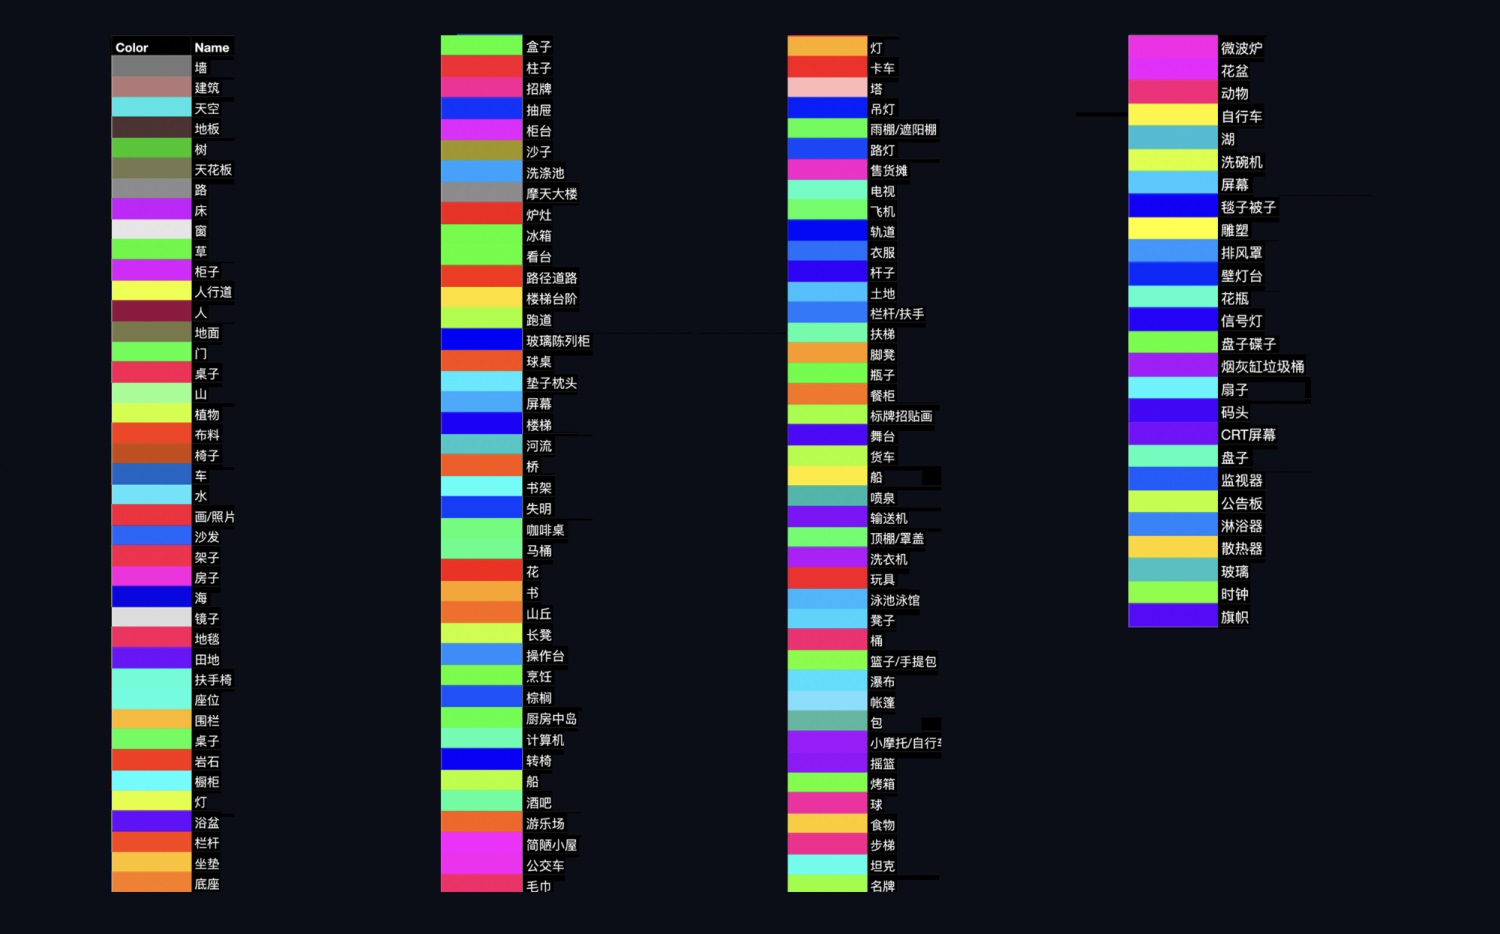 Color Name
墙
建筑
天空
地板
树
天花板
路
床
窗
草
柜子
人行道
人
地面
门
桌子
山
植物
布料
椅子
车
水
画/照片
沙发
架子
房子
海
镜子
地毯
田地
扶手椅
座位
围栏
桌子
岩石
橱柜
灯
浴盆
栏杆
坐垫
底座
盒子
柱子
招牌
抽屉
柜台
沙子
洗涤池
摩天大楼
炉灶
冰箱
看台
路径道路
楼梯台阶
跑道
玻璃陈列柜
球桌
垫子枕头
屏幕
楼梯
河流
桥
书架
失明
咖啡桌
马桶
花
书
山丘
长凳
操作台
烹饪
棕榈
厨房中岛
计算机
转椅
船
酒吧
游乐场
简陋小屋
公交车
毛巾
灯
卡车
塔
吊灯
雨棚/遮阳棚
路灯
售货摊
电视
飞机
轨道
衣服
杆子
土地
栏杆/扶手
扶梯
脚凳
瓶子
餐柜
标牌招贴画
舞台
货车
船
喷泉
输送机
顶棚/罩盖
洗衣机
玩具
泳池泳馆
凳子
桶
篮子/手提包
瀑布
帐篷
包
小摩托/自行车
摇篮
烤箱
球
食物
步梯
坦克
名牌
微波炉
花盆
动物
自行车
湖
洗碗机
屏幕
毯子被子
雕塑
排风罩
壁灯台
花瓶
信号灯
盘子碟子
烟灰缸垃圾桶
扇子
码头
CRT屏幕
盘子
监视器
公告板
淋浴器
散热器
玻璃
时钟
旗帜